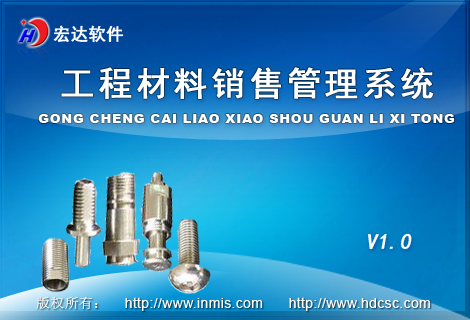 宏达软件
工程材料销售管理系统
GONG CHENG CAI LIAO XIAO SHOU GUAN LI XI TONG
V1.0
版权所有： http://www.inmis.com http://www.hdcsc.com